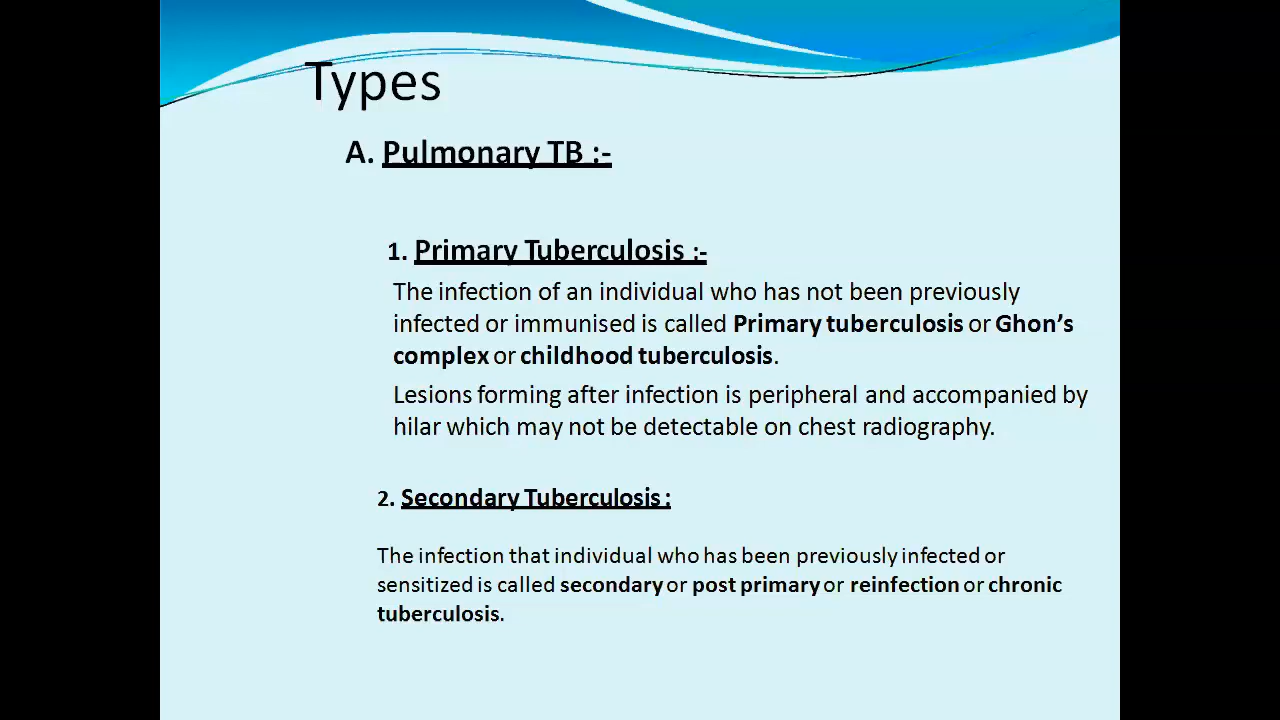 Types
A. Pulmonary TB :-
1. Primary Tuberculosis :-
The infection of an individual who has not been previously
infected or immunised is called Primary tuberculosis or Ghon’s
complex or childhood tuberculosis.
Lesions forming after infection is peripheral and accompanied by
hilar which may not be detectable on chest radiography.
2. Secondary Tuberculosis :
The infection that individual who has been previously infected or
sensitized is called secondary or post primary or reinfection or chronic
tuberculosis.